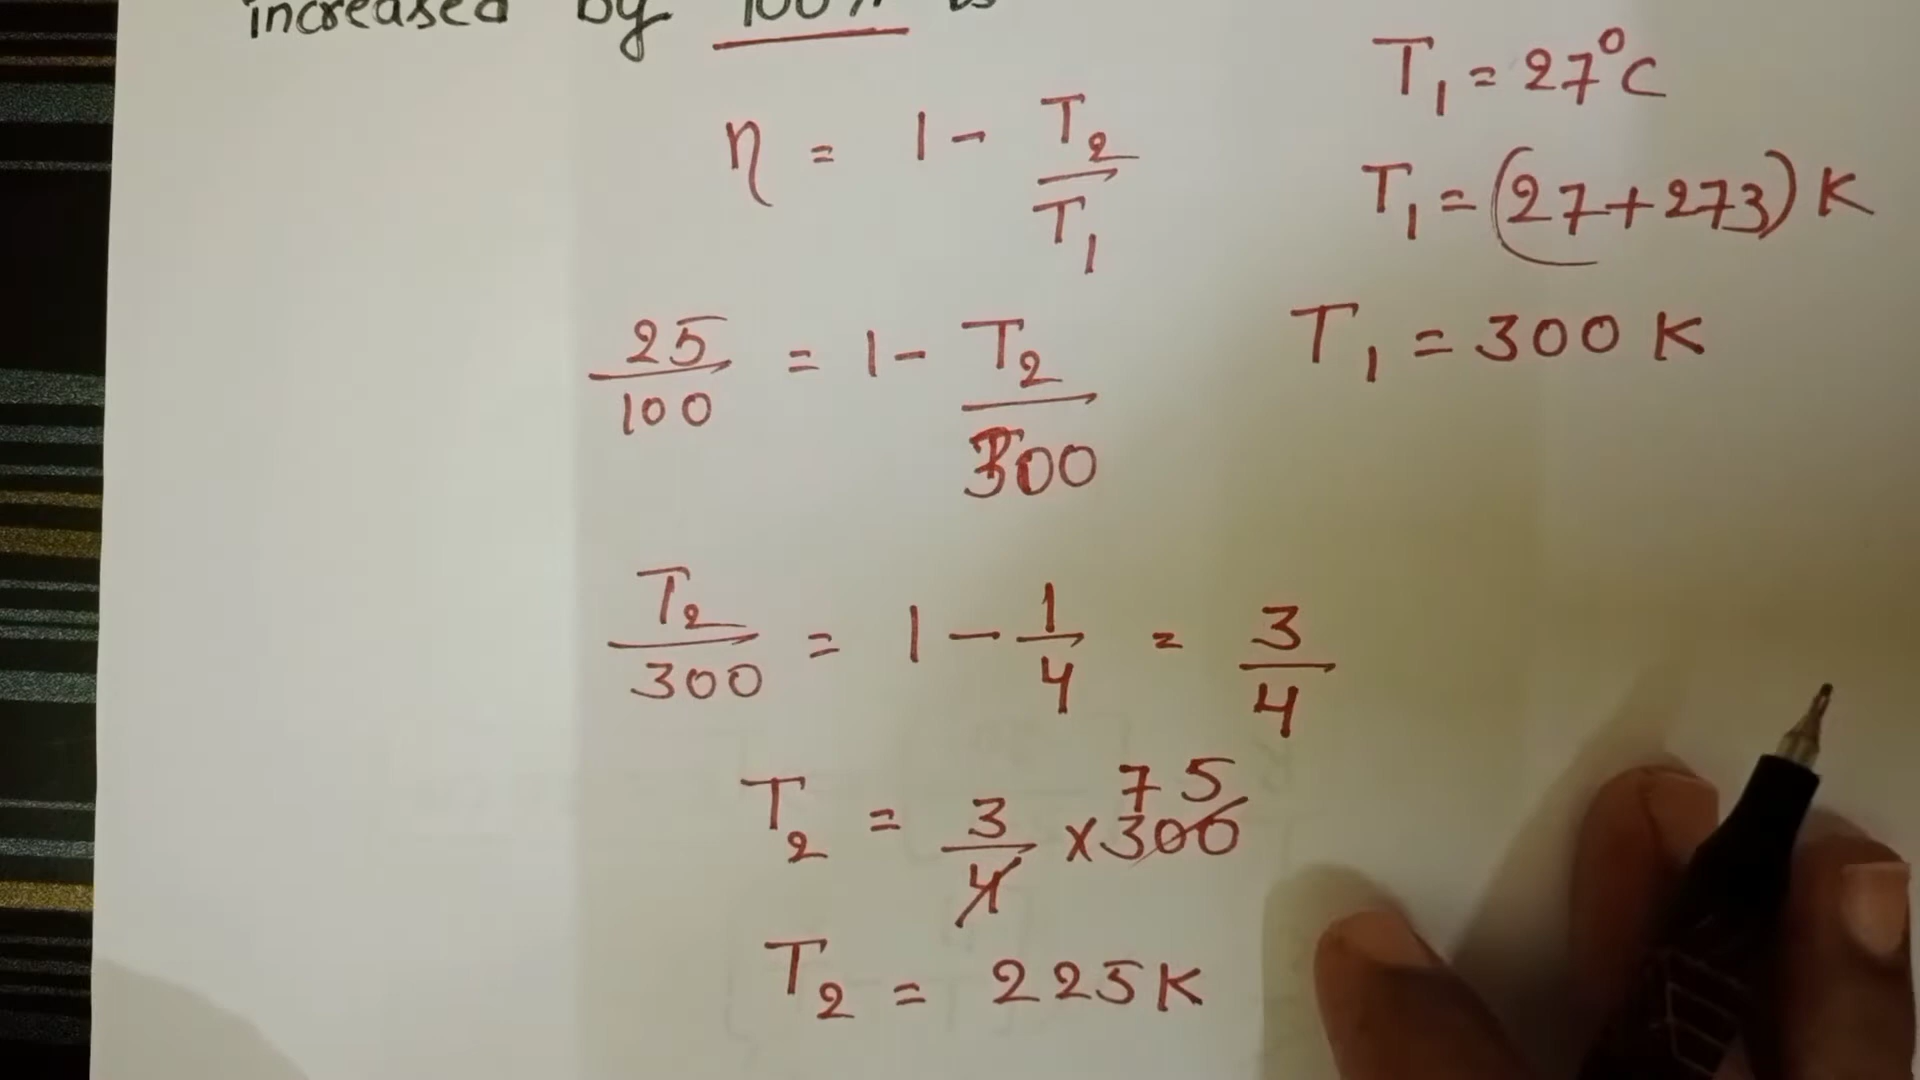 increased by 100%
T₁ = 27°C
η = 1 - T₂/T₁
T₁ = (27+273) K
25/100 = 1 - T₂/300
T₁ = 300 K
T₂/300 = 1 - 1/4 = 3/4
T₂ = 3/4 × 300 75
T₂ = 225 K